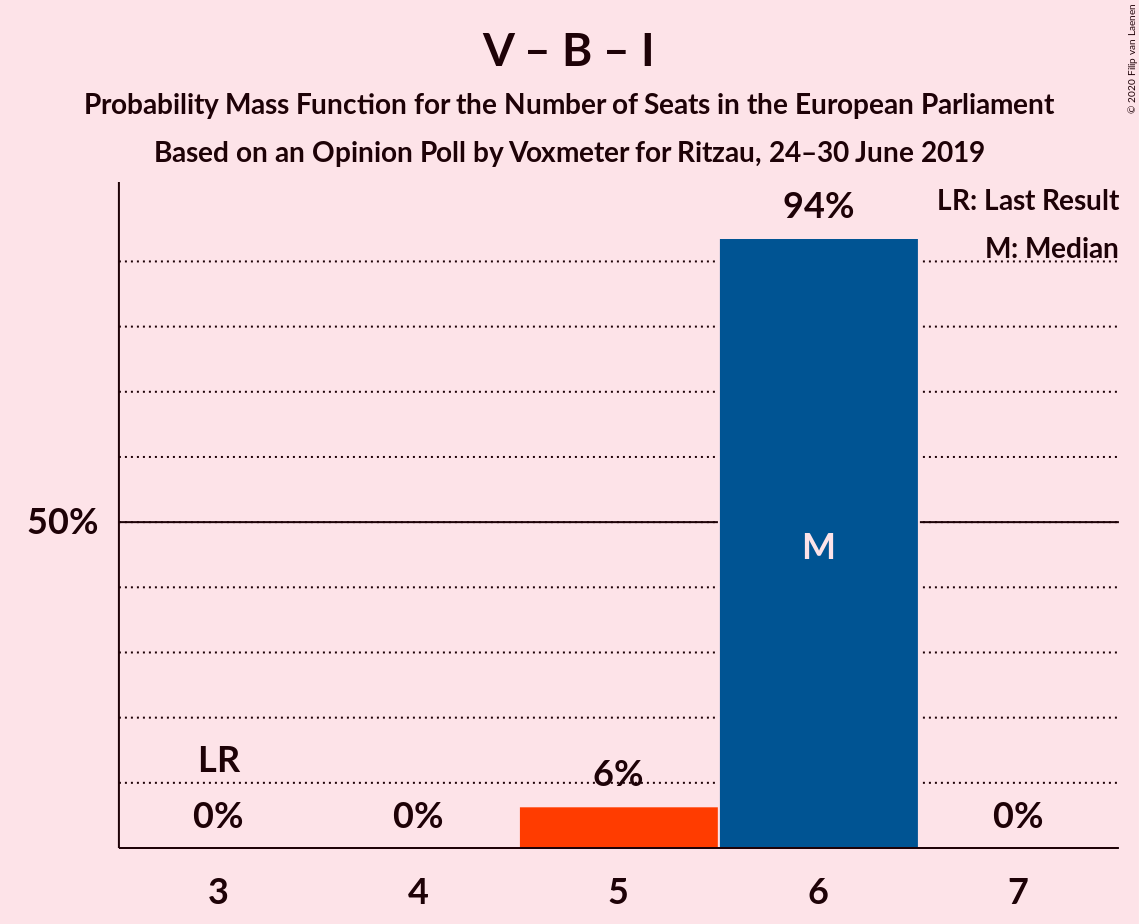 V – B – I
Probability Mass Function for the Number of Seats in the European Parliament
Based on an Opinion Poll by Voxmeter for Ritzau, 24–30 June 2019
© 2020 Filip van Laenen
LR: Last Result
M: Median
94%
50%
M
LR
6%
0%
0%
0%
3
4
5
6
7